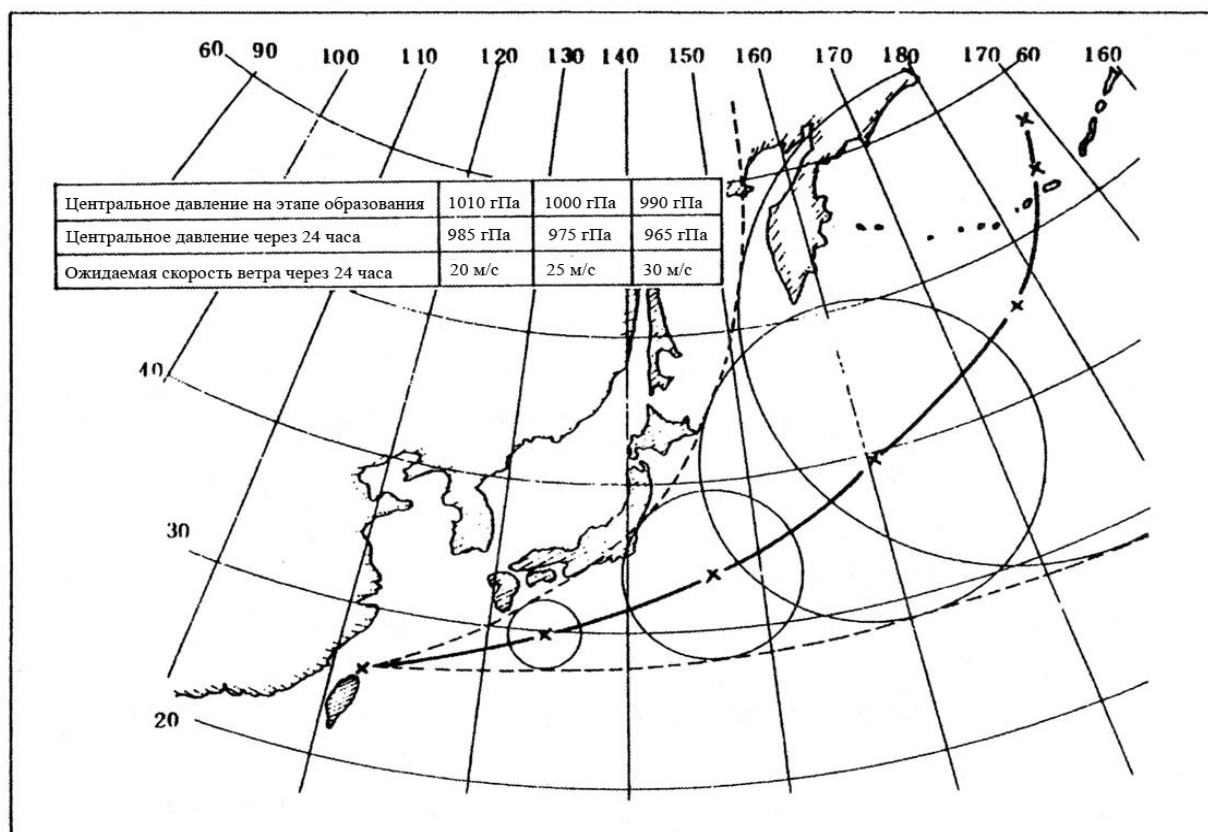 60 90 100 110 120 130 140 150 160 170 180 170 60 160
Центральное давление на этапе образования 1010 гПа 1000 гПа 990 гПа
Центральное давление через 24 часа 985 гПа 975 гПа 965 гПа
Ожидаемая скорость ветра через 24 часа 20 м/с 25 м/с 30 м/с
40
30
20